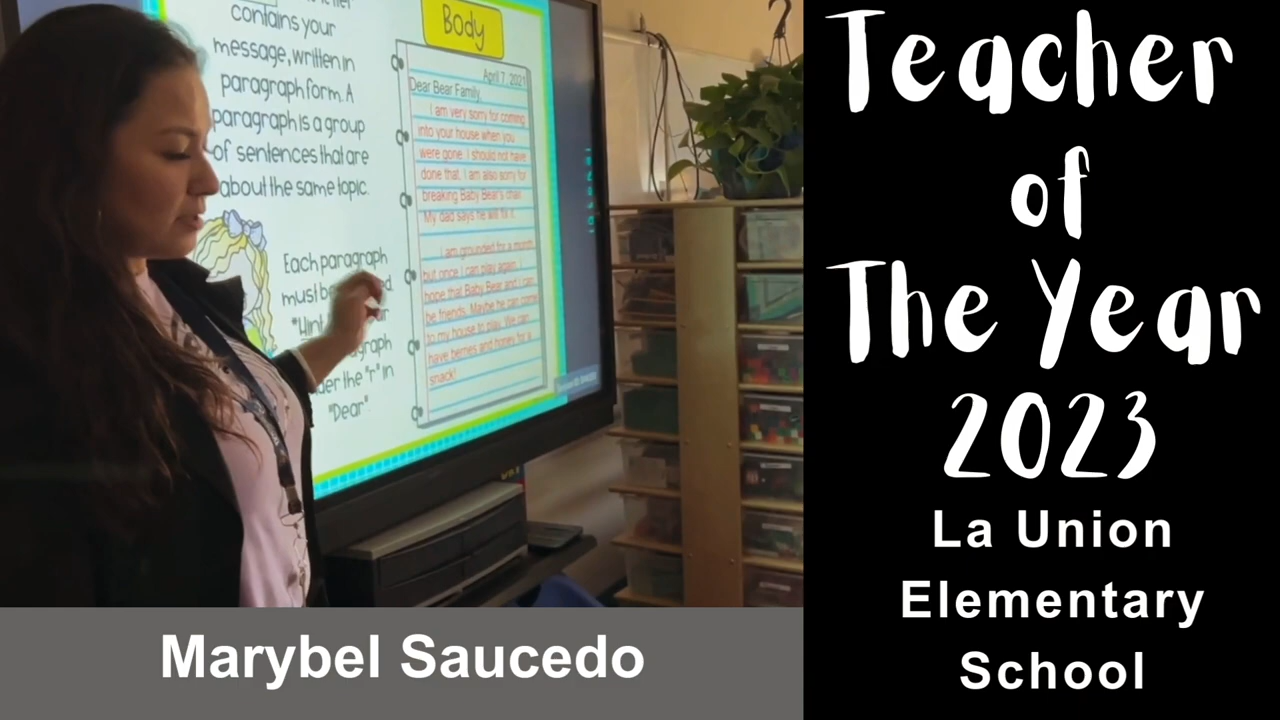 contains your
message, written in
paragraph form. A
paragraph is a group
of sentences that are
about the same topic.
Each paragraph
must be
"Hint
"r" in
"Dear".
Body
April 7, 2021
Dear Bear Family,
I am very sorry for coming
into your house when you
were gone. I should not have
done that. I am also sorry for
breaking Baby Bear's chair.
My dad says he will fix it.
I am grounded for a month,
but once I can play again, I
hope that Baby Bear and I can
be friends. Maybe he can come
to my house to play. We can
have berries and honey for a
snack!
Marybel Saucedo
Teacher
of
The Year
2023
La Union
Elementary
School